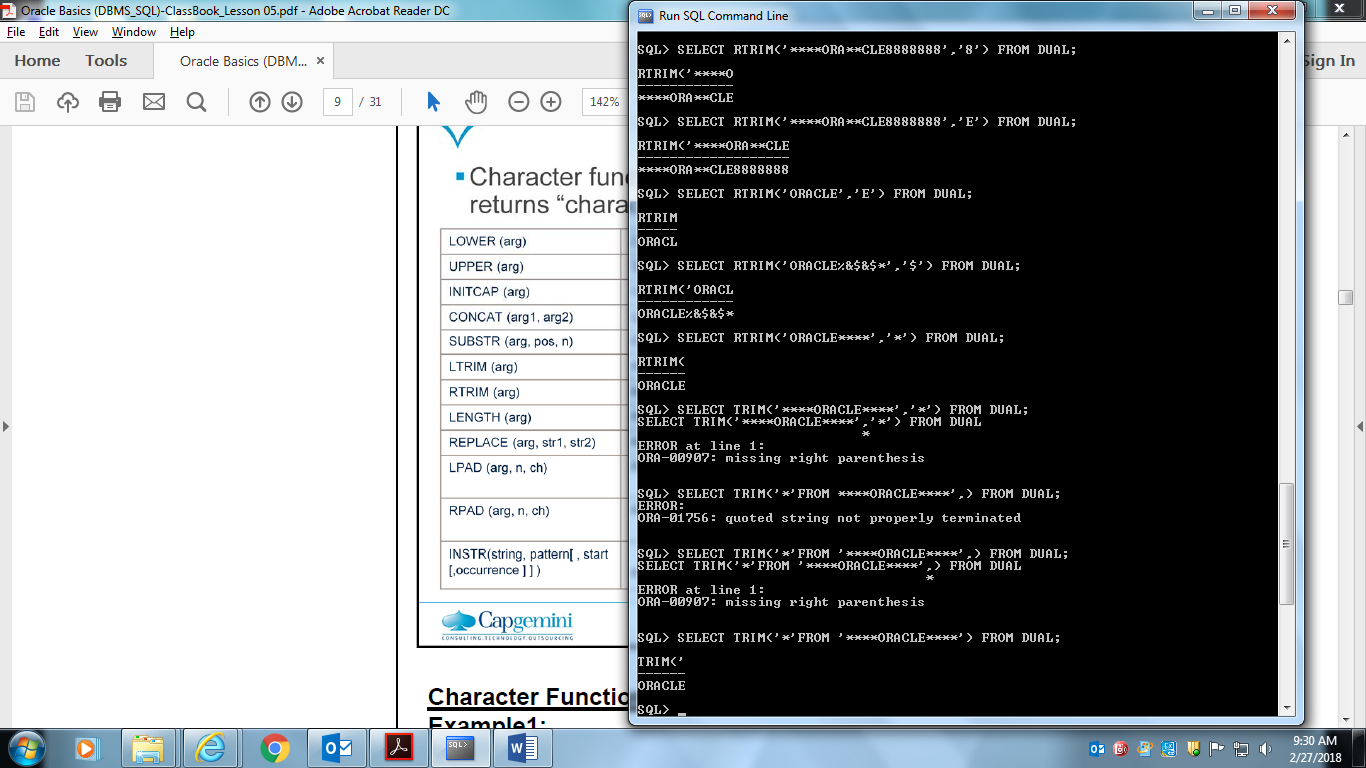 Oracle Basics (DBMS_SQL)-ClassBook_Lesson 05.pdf - Adobe Acrobat Reader DC
File Edit View Window Help
Home Tools Oracle Basics (DBM... × Sign In
9 / 31 142%
Character fun
returns “chara
LOWER (arg)
UPPER (arg)
INITCAP (arg)
CONCAT (arg1, arg2)
SUBSTR (arg, pos, n)
LTRIM (arg)
RTRIM (arg)
LENGTH (arg)
REPLACE (arg, str1, str2)
LPAD (arg, n, ch)
RPAD (arg, n, ch)
INSTR(string, pattern[ , start
[,occurrence ] ] )
Capgemini
CONSULTING.TECHNOLOGY.OUTSOURCING
Character Functio
Example1:
Run SQL Command Line
SQL> SELECT RTRIM('****ORA**CLE8888888','8') FROM DUAL;
RTRIM('****O
------------
****ORA**CLE
SQL> SELECT RTRIM('****ORA**CLE8888888','E') FROM DUAL;
RTRIM('****ORA**CLE
-------------------
****ORA**CLE8888888
SQL> SELECT RTRIM('ORACLE','E') FROM DUAL;
RTRIM
-----
ORACL
SQL> SELECT RTRIM('ORACLE%&$&$*','$') FROM DUAL;
RTRIM('ORACL
------------
ORACLE%&$&$*
SQL> SELECT RTRIM('ORACLE****','*') FROM DUAL;
RTRIM(
------
ORACLE
SQL> SELECT TRIM('****ORACLE****','*') FROM DUAL;
SELECT TRIM('****ORACLE****','*') FROM DUAL
*
ERROR at line 1:
ORA-00907: missing right parenthesis
SQL> SELECT TRIM('*'FROM ****ORACLE****',) FROM DUAL;
ERROR:
ORA-01756: quoted string not properly terminated
SQL> SELECT TRIM('*'FROM '****ORACLE****',) FROM DUAL;
SELECT TRIM('*'FROM '****ORACLE****',) FROM DUAL
*
ERROR at line 1:
ORA-00907: missing right parenthesis
SQL> SELECT TRIM('*'FROM '****ORACLE****') FROM DUAL;
TRIM('
------
ORACLE
SQL> _
9:30 AM
2/27/2018